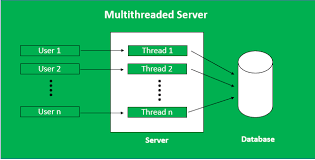 Multithreaded Server
User 1
Thread 1
User 2
Thread 2
User n
Thread n
Server
Database